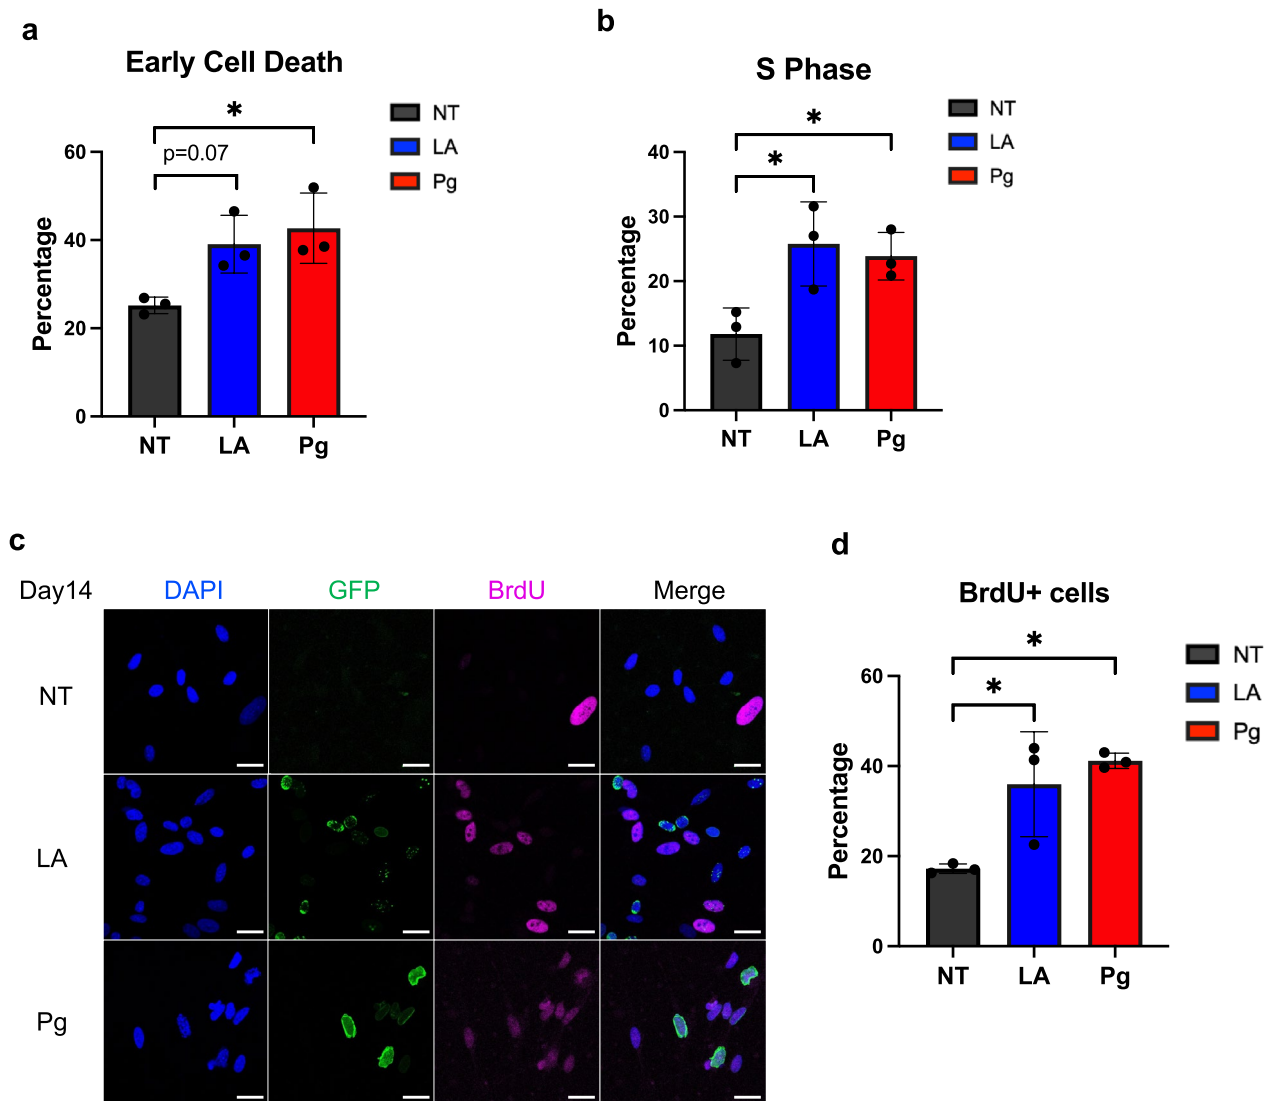 a
Early Cell Death
*
p=0.07
60
40
20
0
Percentage
NT
LA
Pg
NT
LA
Pg
b
S Phase
*
*
40
30
20
10
0
Percentage
NT
LA
Pg
NT
LA
Pg
c
Day14 DAPI GFP BrdU Merge
NT
LA
Pg
d
BrdU+ cells
*
*
60
40
20
0
Percentage
NT
LA
Pg
NT
LA
Pg